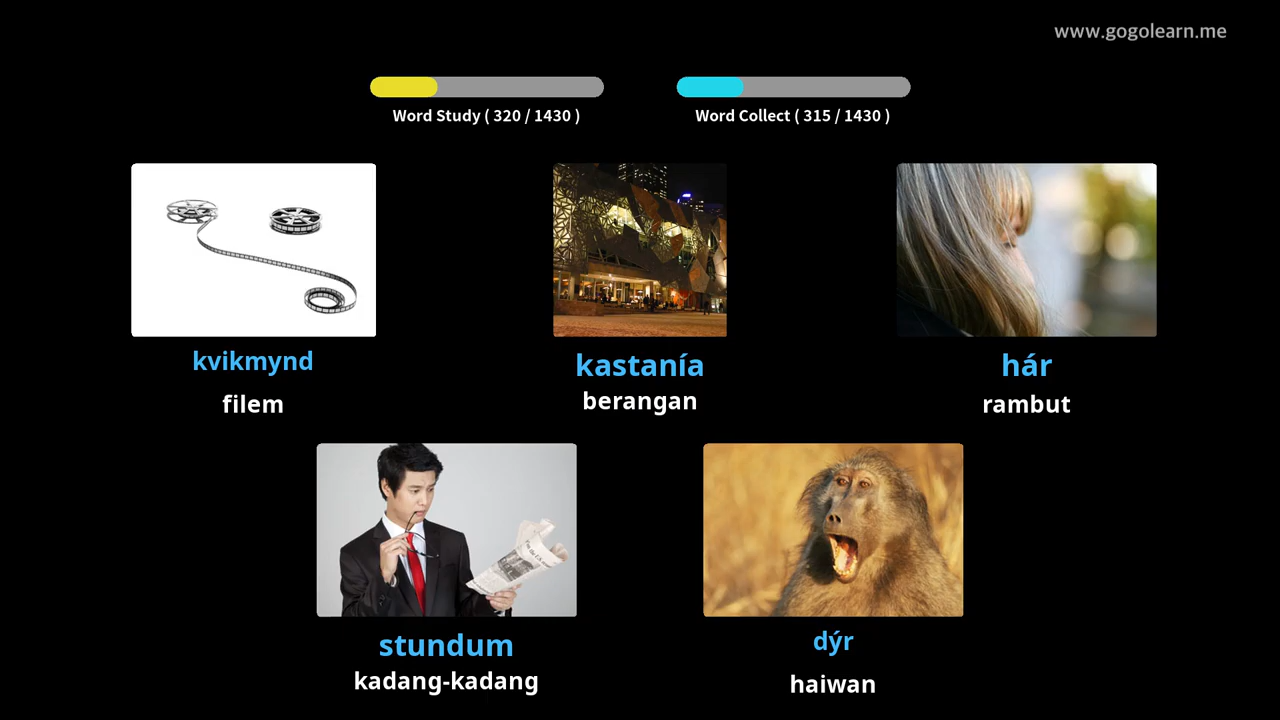 www.gogolearn.me
Word Study ( 320 / 1430 )
Word Collect ( 315 / 1430 )
kvikmynd
filem
kastanía
berangan
hár
rambut
stundum
kadang-kadang
dýr
haiwan